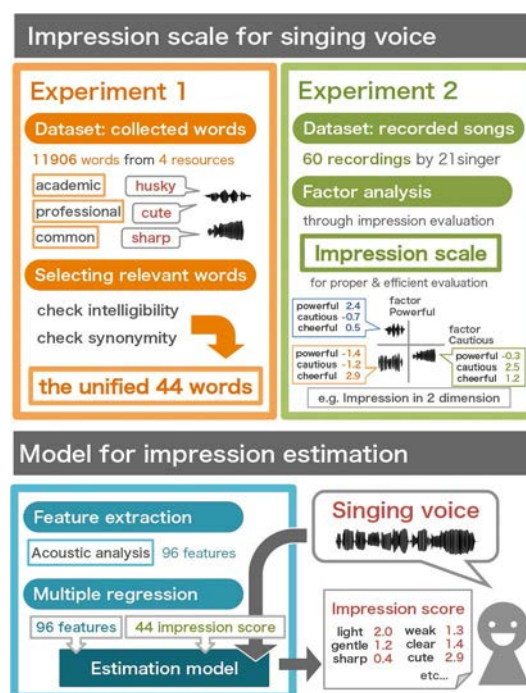 Impression scale for singing voice
Experiment 1
Dataset: collected words
11906 words from 4 resources
academic
husky
professional
cute
common
sharp
Selecting relevant words
check intelligibility
check synonymity
the unified 44 words
Experiment 2
Dataset: recorded songs
60 recordings by 21singer
Factor analysis
through impression evaluation
Impression scale
for proper & efficient evaluation
powerful 2.4
cautious -0.7
cheerful 0.5
factor
Powerful
factor
Cautious
powerful -1.4
cautious -1.2
cheerful 2.9
powerful -0.3
cautious 2.5
cheerful 1.2
e.g. Impression in 2 dimension
Model for impression estimation
Feature extraction
Acoustic analysis 96 features
Multiple regression
96 features
44 impression score
Estimation model
Singing voice
Impression score
light 2.0 weak 1.3
gentle 1.2 clear 1.4
sharp 0.4 cute 2.9
etc...